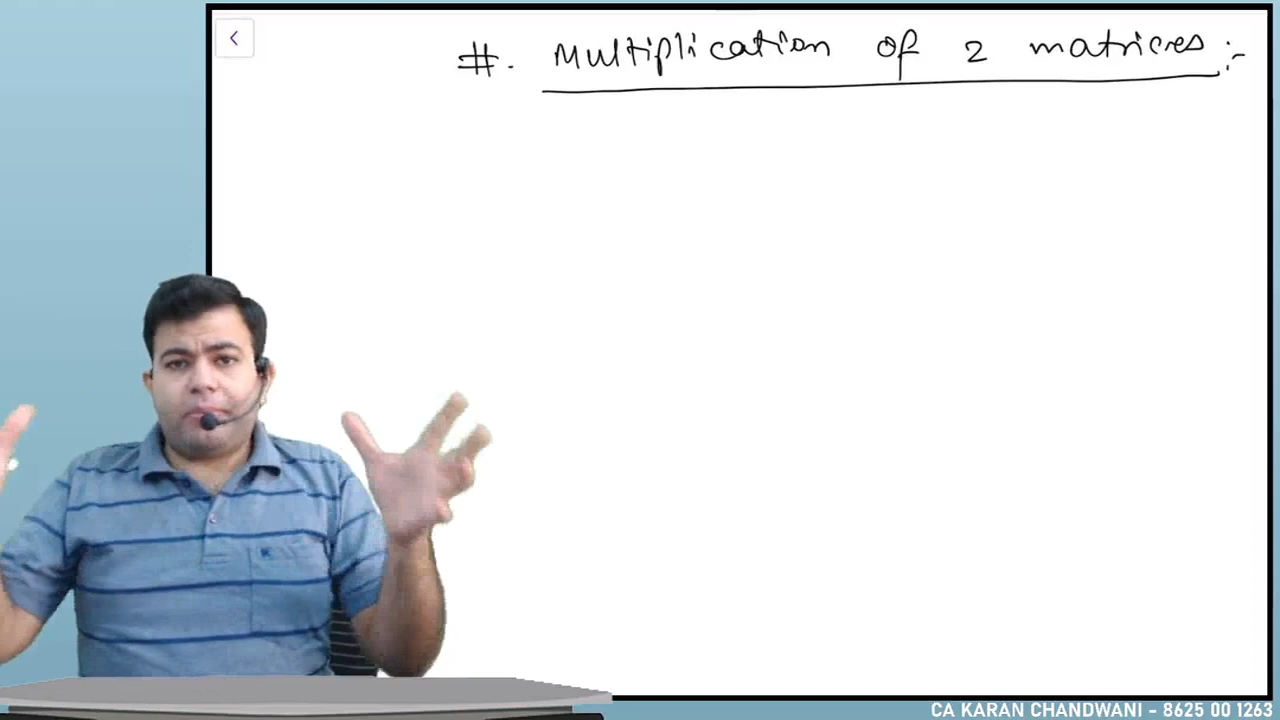 #. Multiplication of 2 matrices :-
CA KARAN CHANDWANI - 8625 00 1263